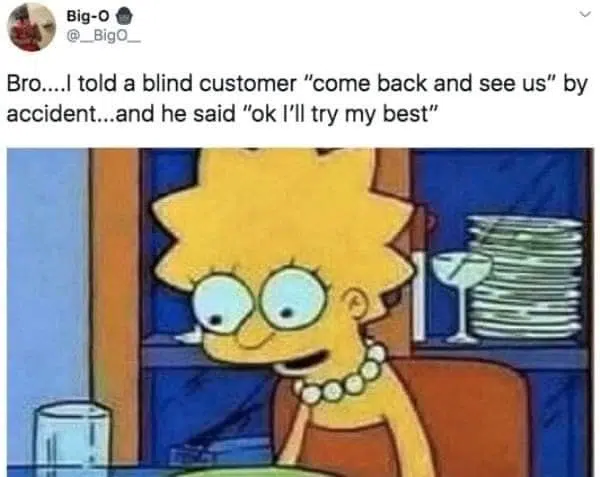 Big-O
@__BigO__
Bro....I told a blind customer "come back and see us" by
accident...and he said "ok I'll try my best"